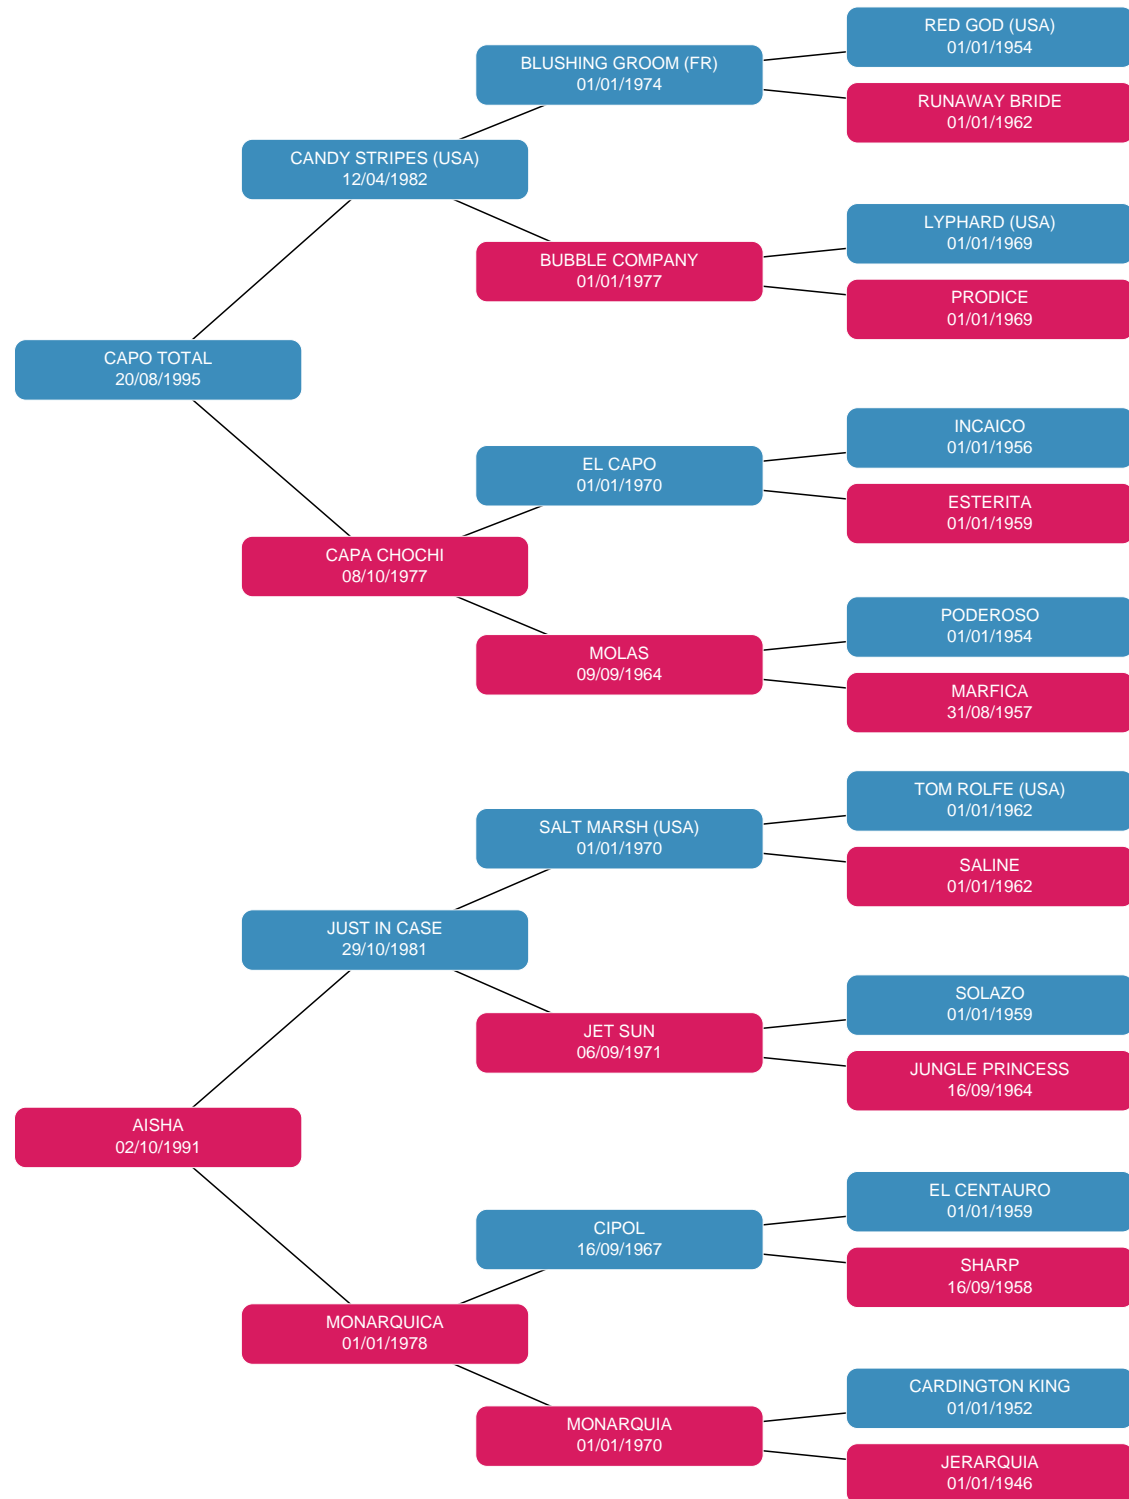 RED GOD (USA)
01/01/1954
BLUSHING GROOM (FR)
01/01/1974
RUNAWAY BRIDE
01/01/1962
CANDY STRIPES (USA)
12/04/1982
LYPHARD (USA)
01/01/1969
BUBBLE COMPANY
01/01/1977
PRODICE
01/01/1969
CAPO TOTAL
20/08/1995
INCAICO
01/01/1956
EL CAPO
01/01/1970
ESTERITA
01/01/1959
CAPA CHOCHI
08/10/1977
PODEROSO
01/01/1954
MOLAS
09/09/1964
MARFICA
31/08/1957
TOM ROLFE (USA)
01/01/1962
SALT MARSH (USA)
01/01/1970
SALINE
01/01/1962
JUST IN CASE
29/10/1981
SOLAZO
01/01/1959
JET SUN
06/09/1971
JUNGLE PRINCESS
16/09/1964
AISHA
02/10/1991
EL CENTAURO
01/01/1959
CIPOL
16/09/1967
SHARP
16/09/1958
MONARQUICA
01/01/1978
CARDINGTON KING
01/01/1952
MONARQUIA
01/01/1970
JERARQUIA
01/01/1946